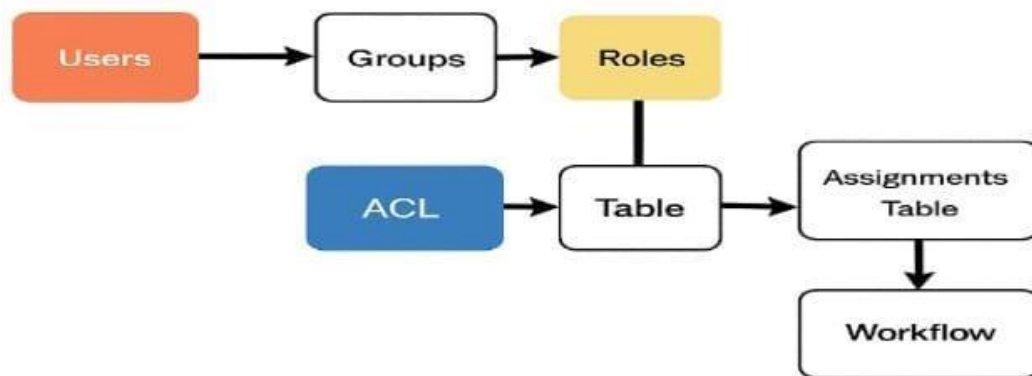 Users
Groups
Roles
ACL
Table
Assignments
Table
Workflow